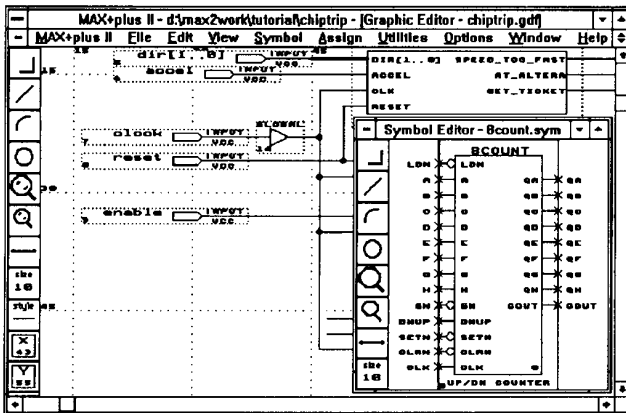 MAX+plus II - d:\max2work\tutorial\chiptrip - [Graphic Editor - chiptrip.gdf]
MAX+plus II File Edit View Symbol Assign Utilities Options Window Help
dir[1..0] INPUT VCC
accel INPUT VCC
DIR[1..0] SPEED_TOO_FAST
ACCEL AT_ALTERA
CLK GET_TICKET
RESET
GLOBAL
clock INPUT VCC
reset INPUT VCC
enable INPUT VCC
size
10
style
X
43
Y
55
Symbol Editor - 8count.sym
8COUNT
LDN LDN
A A QA QA
B B QB QB
C C QC QC
D D QD QD
E E QE QE
F F QF QF
G G QG QG
H H QH QH
GN GN COUT COUT
DNUP DNUP
SETN SETN
CLRN CLRN
CLK CLK
UP/DN COUNTER
size
10